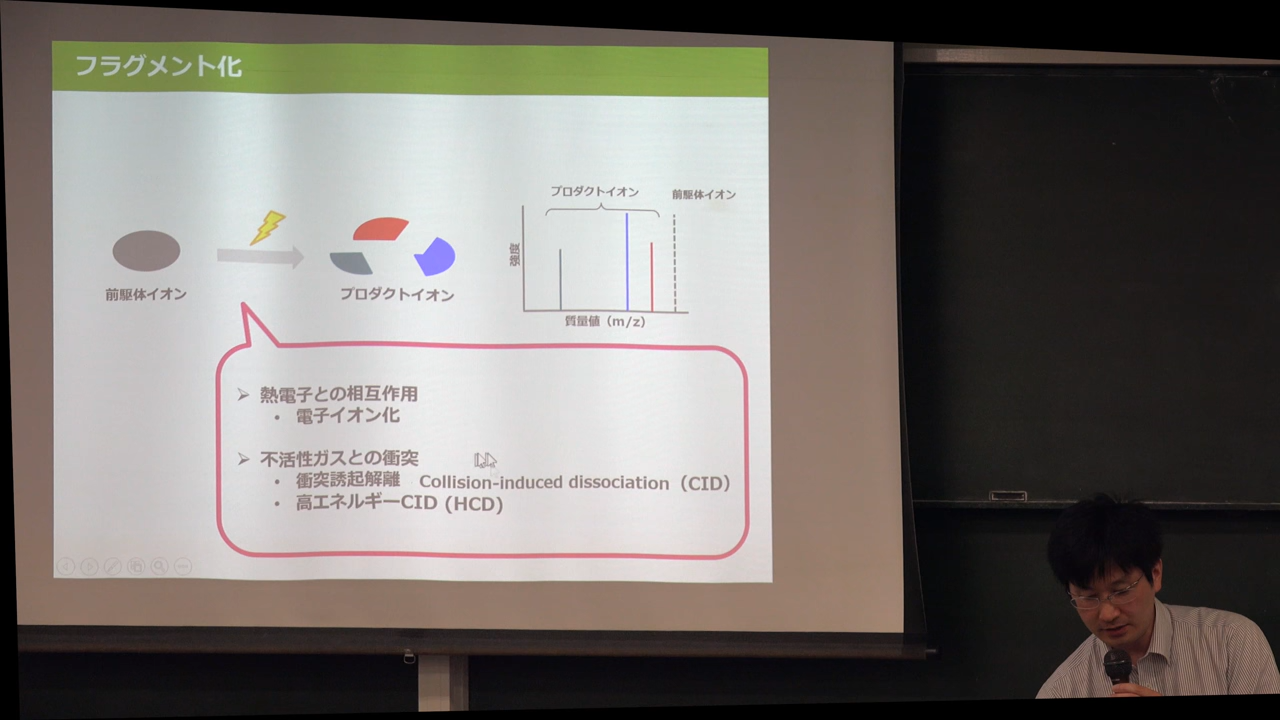 フラグメント化
プロダクトイオン
前駆体イオン
強度
前駆体イオン
プロダクトイオン
質量値（m/z）
➢ 熱電子との相互作用
• 電子イオン化
➢ 不活性ガスとの衝突
• 衝突誘起解離 Collision-induced dissociation（CID）
• 高エネルギーCID (HCD)